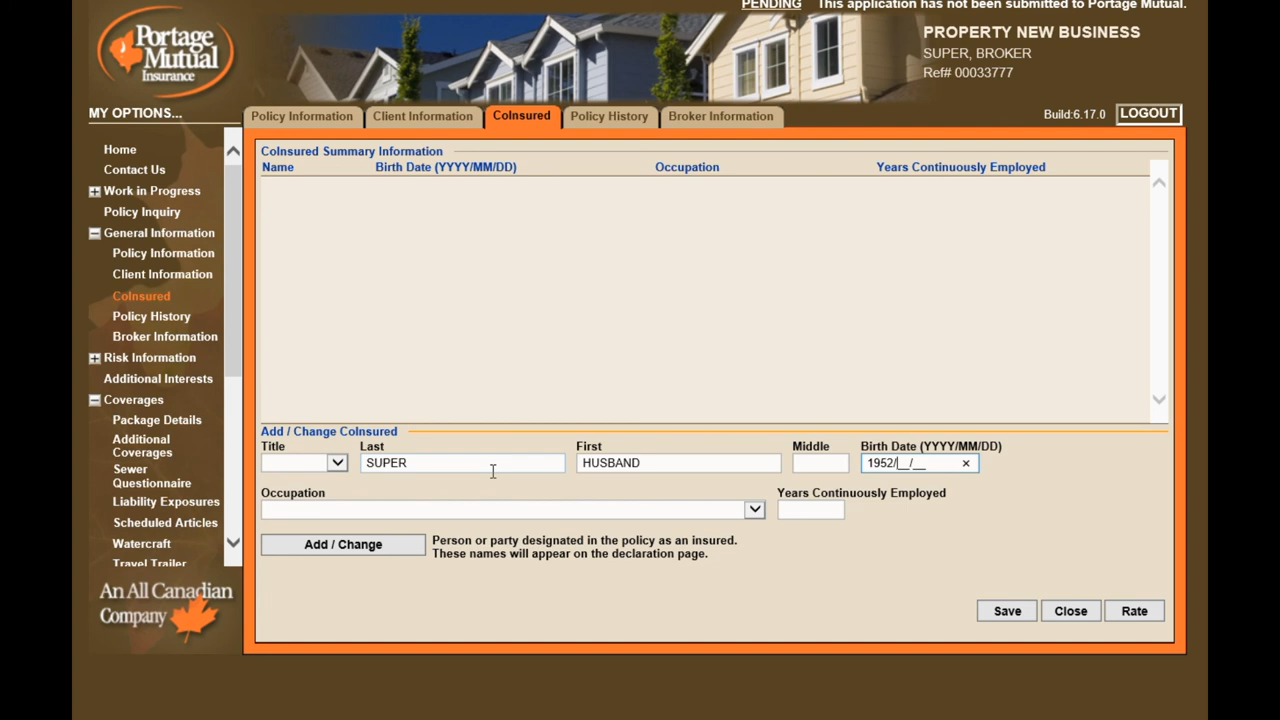 PENDING This application has not been submitted to Portage Mutual.
Portage
Mutual
Insurance
PROPERTY NEW BUSINESS
SUPER, BROKER
Ref# 00033777
MY OPTIONS...
Policy Information
Client Information
CoInsured
Policy History
Broker Information
Build:6.17.0
LOGOUT
Home
Contact Us
Work in Progress
Policy Inquiry
General Information
Policy Information
Client Information
CoInsured
Policy History
Broker Information
Risk Information
Additional Interests
Coverages
Package Details
Additional
Coverages
Sewer
Questionnaire
Liability Exposures
Scheduled Articles
Watercraft
Travel Trailer
An All Canadian
Company
CoInsured Summary Information
Name Birth Date (YYYY/MM/DD) Occupation Years Continuously Employed
Add / Change CoInsured
Title Last First Middle Birth Date (YYYY/MM/DD)
SUPER HUSBAND 1952/__/__
Occupation Years Continuously Employed
Add / Change
Person or party designated in the policy as an insured.
These names will appear on the declaration page.
Save Close Rate